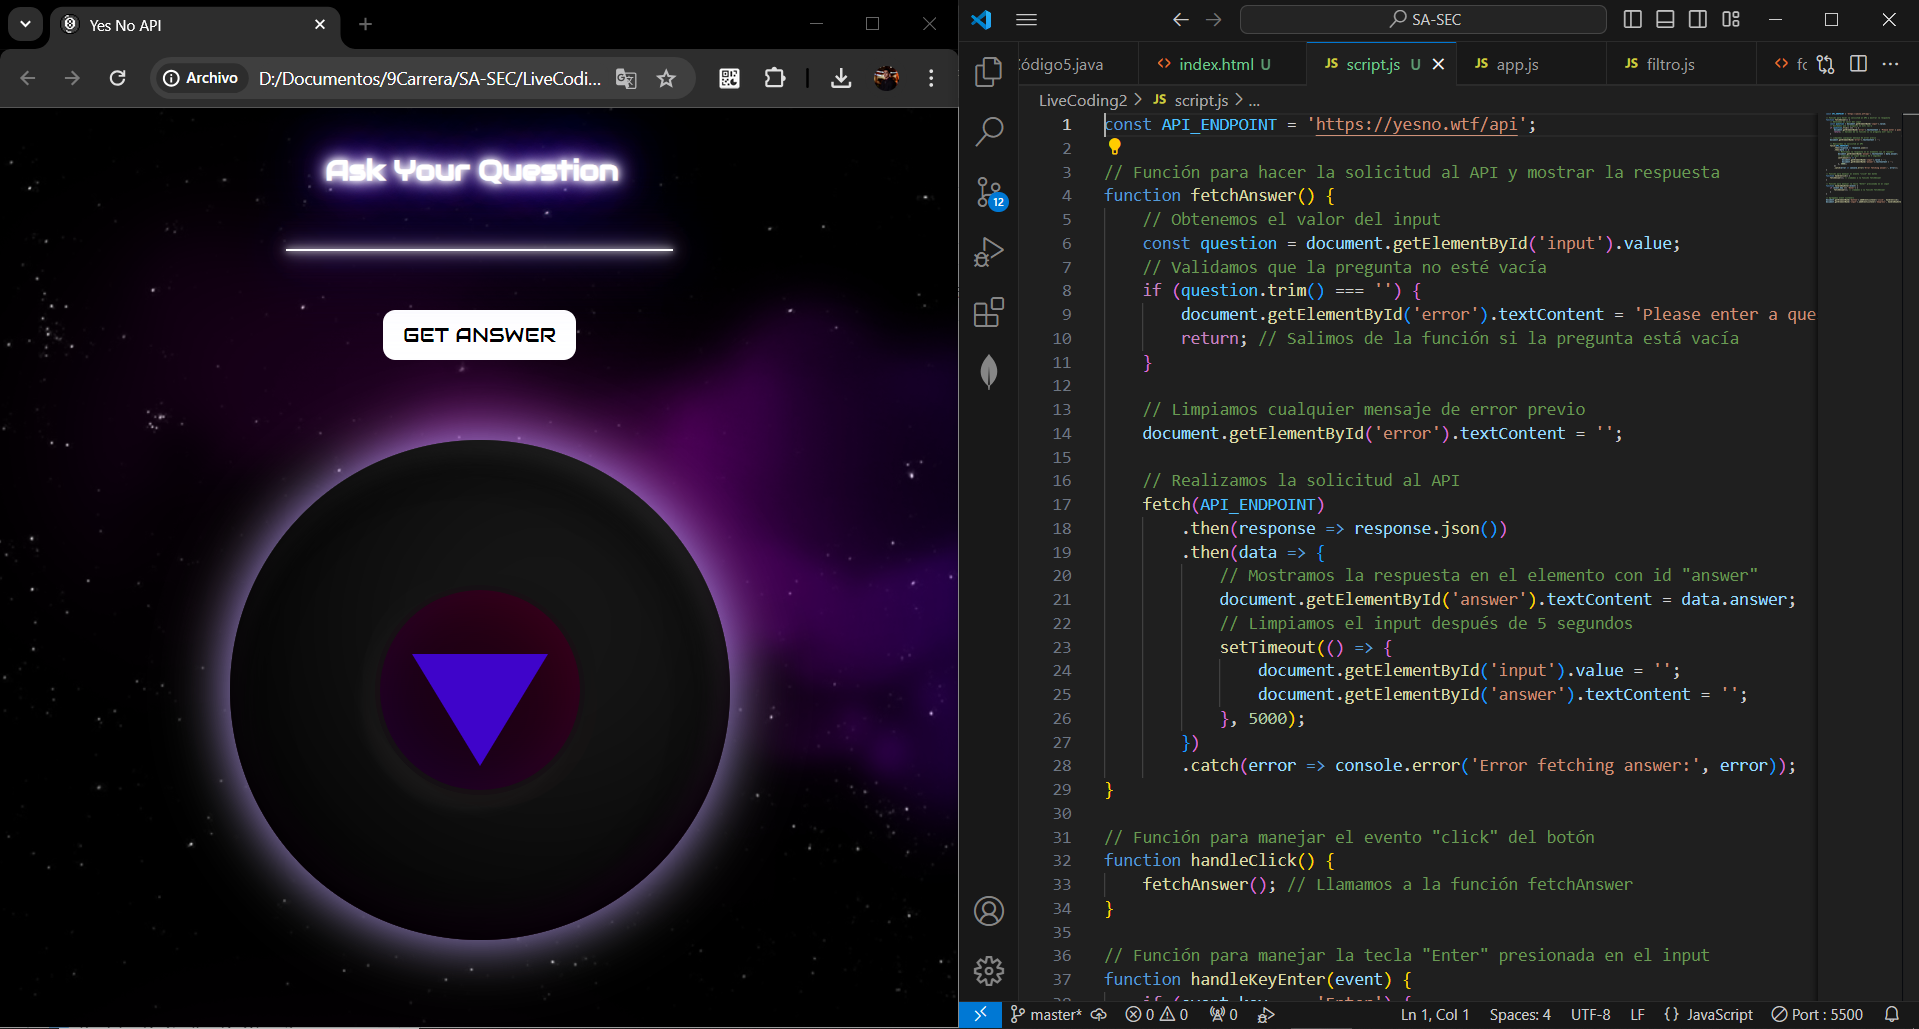 Yes No API
Archivo
D:/Documentos/9Carrera/SA-SEC/LiveCodi...
Ask Your Question
GET ANSWER
SA-SEC
ódigo5.java
index.html U
JS script.js U
JS app.js
JS filtro.js
<> fc
LiveCoding2 > JS script.js > ...
12
1 const API_ENDPOINT = 'https://yesno.wtf/api';
2
3 // Función para hacer la solicitud al API y mostrar la respuesta
4 function fetchAnswer() {
5 // Obtenemos el valor del input
6 const question = document.getElementById('input').value;
7 // Validamos que la pregunta no esté vacía
8 if (question.trim() === '') {
9 document.getElementById('error').textContent = 'Please enter a que
10 return; // Salimos de la función si la pregunta está vacía
11 }
12
13 // Limpiamos cualquier mensaje de error previo
14 document.getElementById('error').textContent = '';
15
16 // Realizamos la solicitud al API
17 fetch(API_ENDPOINT)
18 .then(response => response.json())
19 .then(data => {
20 // Mostramos la respuesta en el elemento con id "answer"
21 document.getElementById('answer').textContent = data.answer;
22 // Limpiamos el input después de 5 segundos
23 setTimeout(() => {
24 document.getElementById('input').value = '';
25 document.getElementById('answer').textContent = '';
26 }, 5000);
27 })
28 .catch(error => console.error('Error fetching answer:', error));
29 }
30
31 // Función para manejar el evento "click" del botón
32 function handleClick() {
33 fetchAnswer(); // Llamamos a la función fetchAnswer
34 }
35
36 // Función para manejar la tecla "Enter" presionada en el input
37 function handleKeyEnter(event) {
master*
0 0
0
Ln 1, Col 1
Spaces: 4
UTF-8
LF
{} JavaScript
Port : 5500